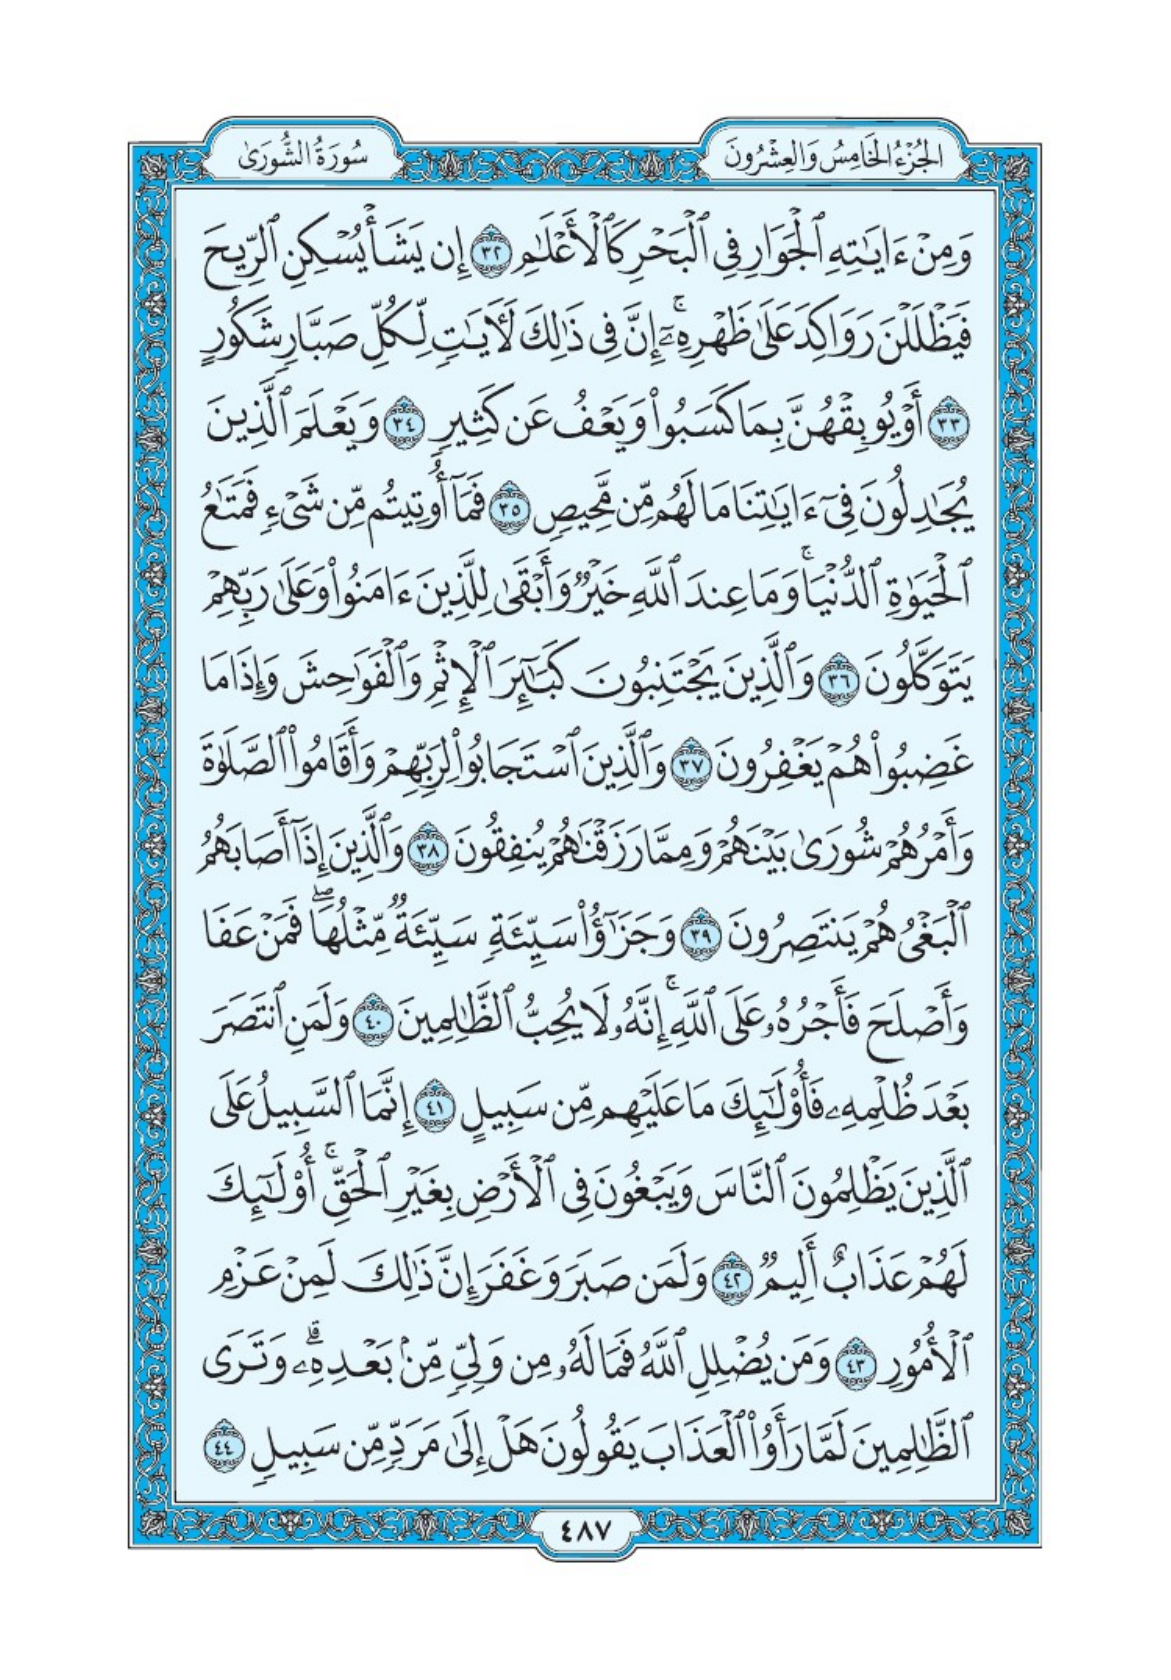 الجُزْءُ الخَامِسُ وَالعِشْرُونَ
سُورَةُ الشُّورَىٰ
وَمِنْ ءَايَٰتِهِ ٱلْجَوَارِ فِى ٱلْبَحْرِ كَٱلْأَعْلَٰمِ ٣٢ إِن يَشَأْ يُسْكِنِ ٱلرِّيحَ
فَيَظْلَلْنَ رَوَاكِدَ عَلَىٰ ظَهْرِهِۦٓ ۚ إِنَّ فِى ذَٰلِكَ لَءَايَٰتٍ لِّكُلِّ صَبَّارٍ شَكُورٍ
٣٣ أَوْ يُوبِقْهُنَّ بِمَا كَسَبُوا۟ وَيَعْفُ عَن كَثِيرٍ ٣٤ وَيَعْلَمَ ٱلَّذِينَ
يُجَٰدِلُونَ فِىٓ ءَايَٰتِنَا مَا لَهُم مِّن مَّحِيصٍ ٣٥ فَمَآ أُوتِيتُم مِّن شَىْءٍ فَمَتَٰعُ
ٱلْحَيَوٰةِ ٱلدُّنْيَا ۚ وَمَا عِندَ ٱللَّهِ خَيْرٌ وَأَبْقَىٰ لِلَّذِينَ ءَامَنُوا۟ وَعَلَىٰ رَبِّهِمْ
يَتَوَكَّلُونَ ٣٦ وَٱلَّذِينَ يَجْتَنِبُونَ كَبَٰٓئِرَ ٱلْإِثْمِ وَٱلْفَوَٰحِشَ وَإِذَا مَا
غَضِبُوا۟ هُمْ يَغْفِرُونَ ٣٧ وَٱلَّذِينَ ٱسْتَجَابُوا۟ لِرَبِّهِمْ وَأَقَامُوا۟ ٱلصَّلَوٰةَ
وَأَمْرُهُمْ شُورَىٰ بَيْنَهُمْ وَمِمَّا رَزَقْنَٰهُمْ يُنفِقُونَ ٣٨ وَٱلَّذِينَ إِذَآ أَصَابَهُمُ
ٱلْبَغْىُ هُمْ يَنتَصِرُونَ ٣٩ وَجَزَٰٓؤُا۟ سَيِّئَةٍ سَيِّئَةٌ مِّثْلُهَا ۖ فَمَنْ عَفَا
وَأَصْلَحَ فَأَجْرُهُۥ عَلَى ٱللَّهِ ۚ إِنَّهُۥ لَا يُحِبُّ ٱلظَّٰلِمِينَ ٤٠ وَلَمَنِ ٱنتَصَرَ
بَعْدَ ظُلْمِهِۦ فَأُو۟لَٰٓئِكَ مَا عَلَيْهِم مِّن سَبِيلٍ ٤١ إِنَّمَا ٱلسَّبِيلُ عَلَى
ٱلَّذِينَ يَظْلِمُونَ ٱلنَّاسَ وَيَبْغُونَ فِى ٱلْأَرْضِ بِغَيْرِ ٱلْحَقِّ ۚ أُو۟لَٰٓئِكَ
لَهُمْ عَذَابٌ أَلِيمٌ ٤٢ وَلَمَن صَبَرَ وَغَفَرَ إِنَّ ذَٰلِكَ لَمِنْ عَزْمِ
ٱلْأُمُورِ ٤٣ وَمَن يُضْلِلِ ٱللَّهُ فَمَا لَهُۥ مِن وَلِىٍّ مِّنۢ بَعْدِهِۦ ۗ وَتَرَى
ٱلظَّٰلِمِينَ لَمَّا رَأَوُا۟ ٱلْعَذَابَ يَقُولُونَ هَلْ إِلَىٰ مَرَدٍّ مِّن سَبِيلٍ ٤٤
٤٨٧